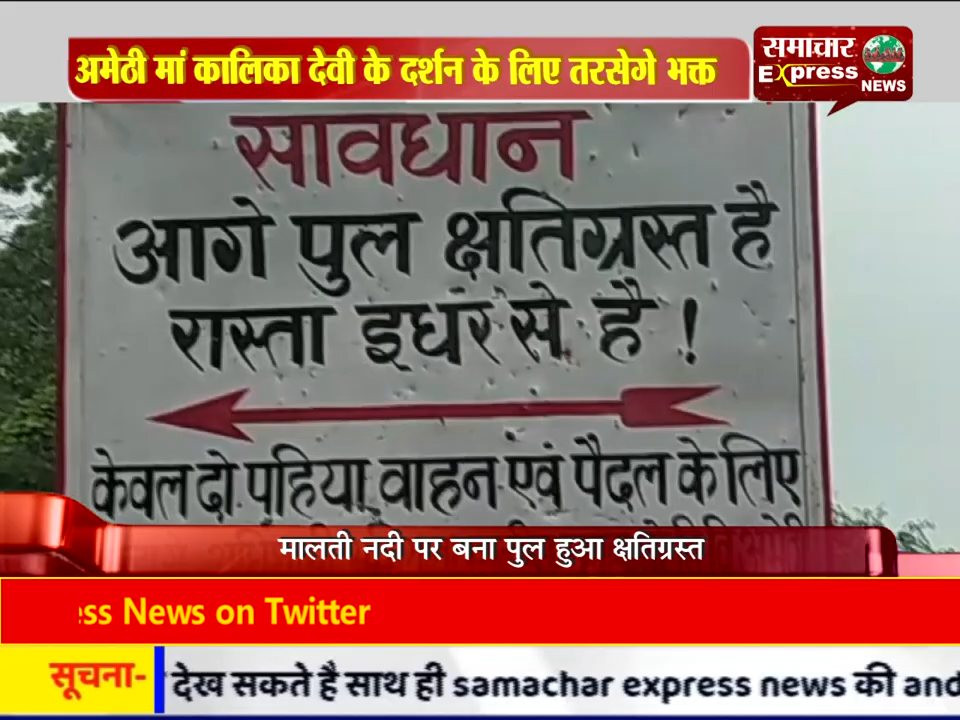 अमेठी मां कालिका देवी के दर्शन के लिए तरसेगे भक्त
समाचार
Express
NEWS
सावधान
आगे पुल क्षतिग्रस्त है
रास्ता इधर से है !
केवल दो पहिया वाहन एवं पैदल के लिए
मालती नदी पर बना पुल हुआ क्षतिग्रस्त
ess News on Twitter
सूचना-
देख सकते है साथ ही samachar express news की and